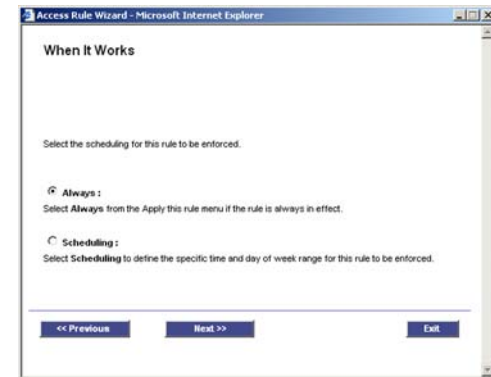 Access Rule Wizard - Microsoft Internet Explorer
When It Works
Select the scheduling for this rule to be enforced.
Always :
Select Always from the Apply this rule menu if the rule is always in effect.
Scheduling :
Select Scheduling to define the specific time and day of week range for this rule to be enforced.
<< Previous
Next >>
Exit